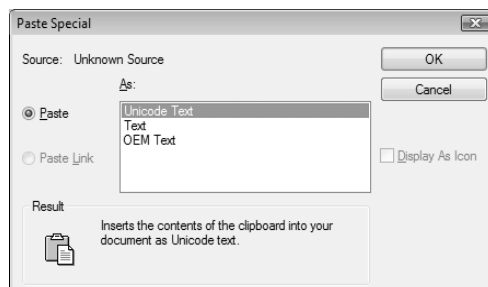 Paste Special
Source: Unknown Source
OK
As:
Cancel
Paste
Unicode Text
Text
OEM Text
Paste Link
Display As Icon
Result
Inserts the contents of the clipboard into your
document as Unicode text.